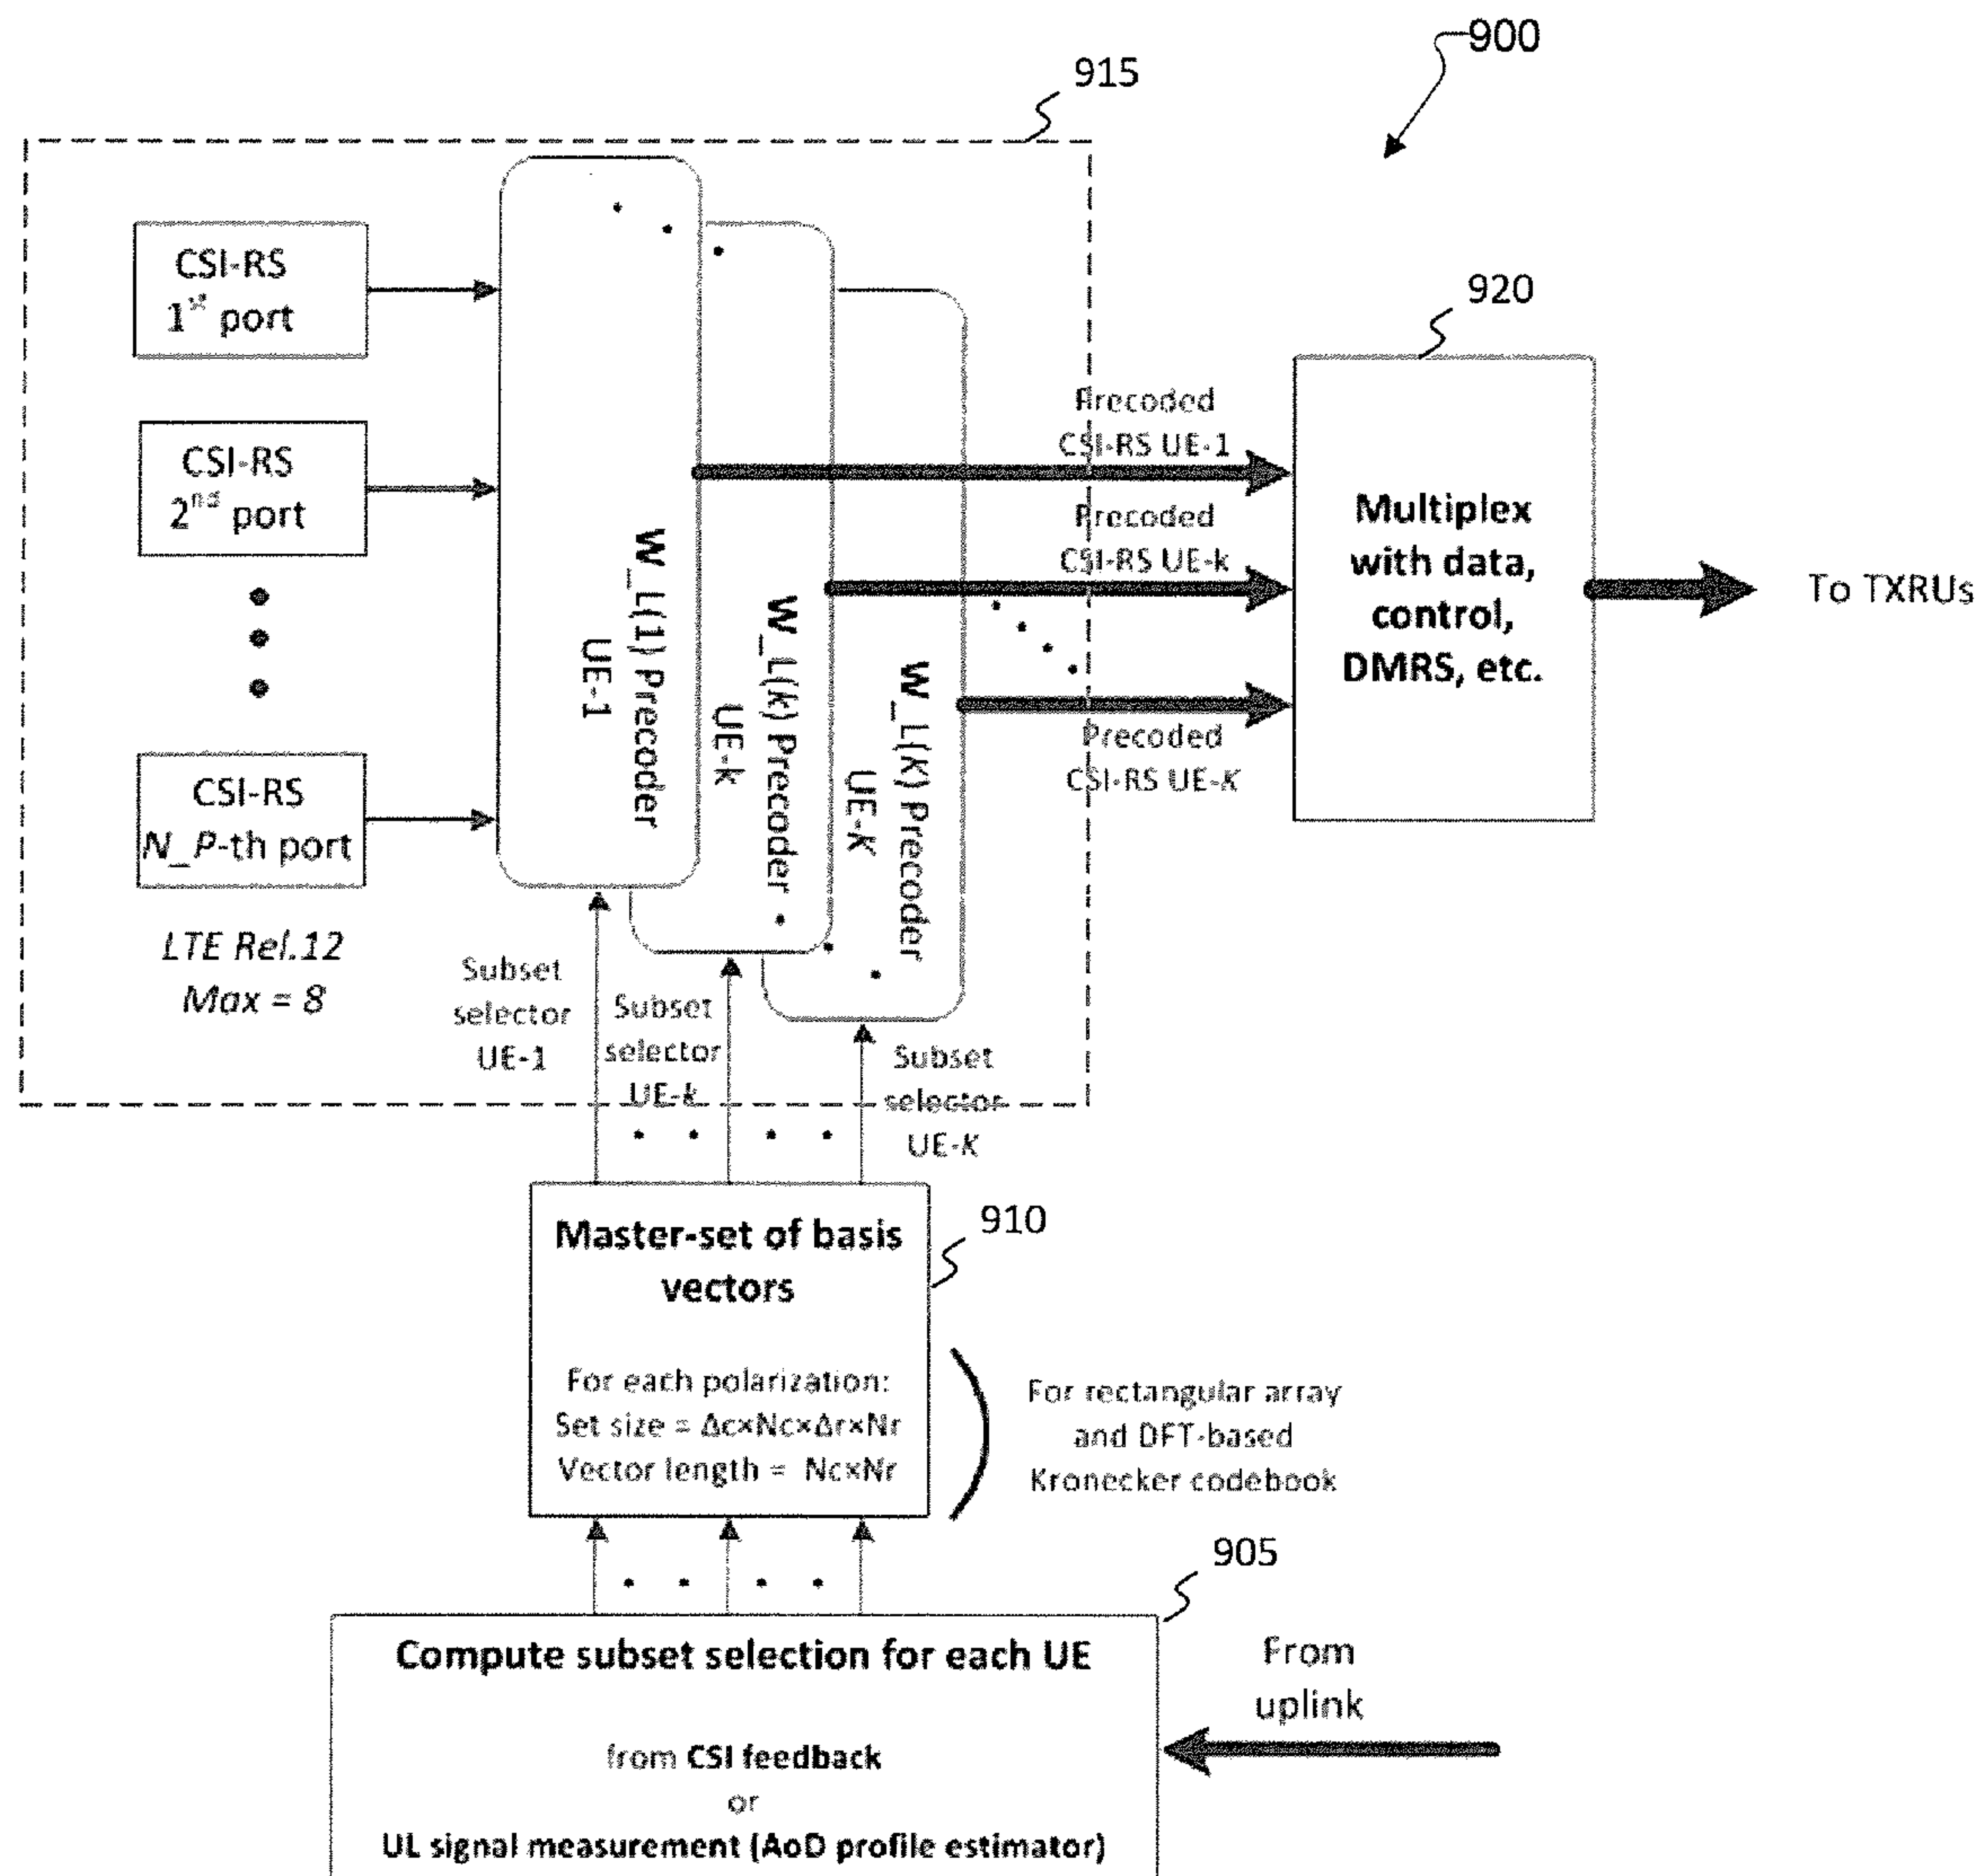 900
915
CSI-RS
1st port
CSI-RS
2nd port
CSI-RS
N_P-th port
LTE Rel.12
Max = 8
W_L(1) Precoder
UE-1
W_L(k) Precoder
UE-k
W_L(K) Precoder
UE-K
Precoded
CSI-RS UE-1
Precoded
CSI-RS UE-k
Precoded
CSI-RS UE-K
920
Multiplex
with data,
control,
DMRS, etc.
To TXRUs
Subset
selector
UE-1
Subset
selector
UE-k
Subset
selector
UE-K
910
Master-set of basis
vectors
For each polarization:
Set size = Δc×Nc×Δr×Nr
Vector length = Nc×Nr
For rectangular array
and DFT-based
Kronecker codebook
905
Compute subset selection for each UE
from CSI feedback
or
UL signal measurement (AoD profile estimator)
From
uplink